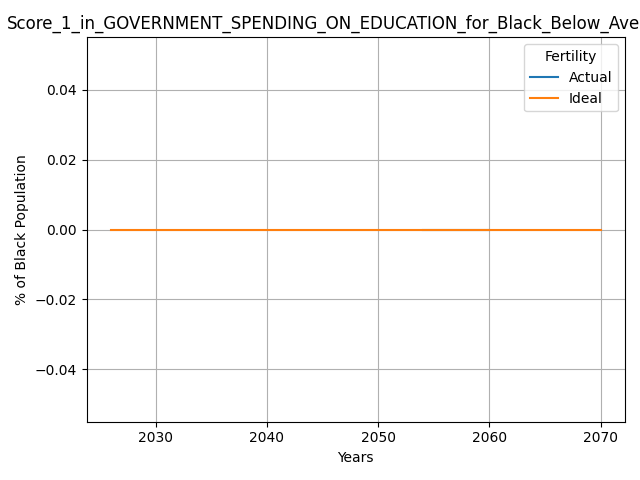 Score_1_in_GOVERNMENT_SPENDING_ON_EDUCATION_for_Black_Below_Ave
Fertility
Actual
Ideal
0.04
0.02
0.00
−0.02
−0.04
% of Black Population
2030 2040 2050 2060 2070
Years